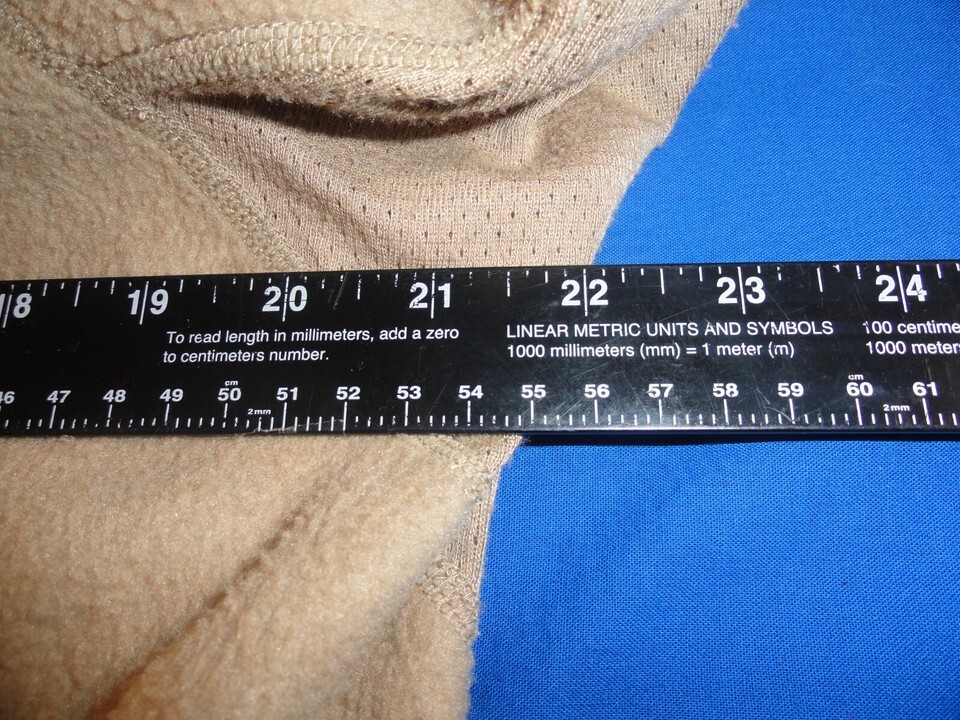 18 19 20 21 22 23 24
To read length in millimeters, add a zero
to centimeters number.
LINEAR METRIC UNITS AND SYMBOLS
1000 millimeters (mm) = 1 meter (m)
100 centime
1000 meters
cm cm
46 47 48 49 50 51 52 53 54 55 56 57 58 59 60 61
2mm 2mm